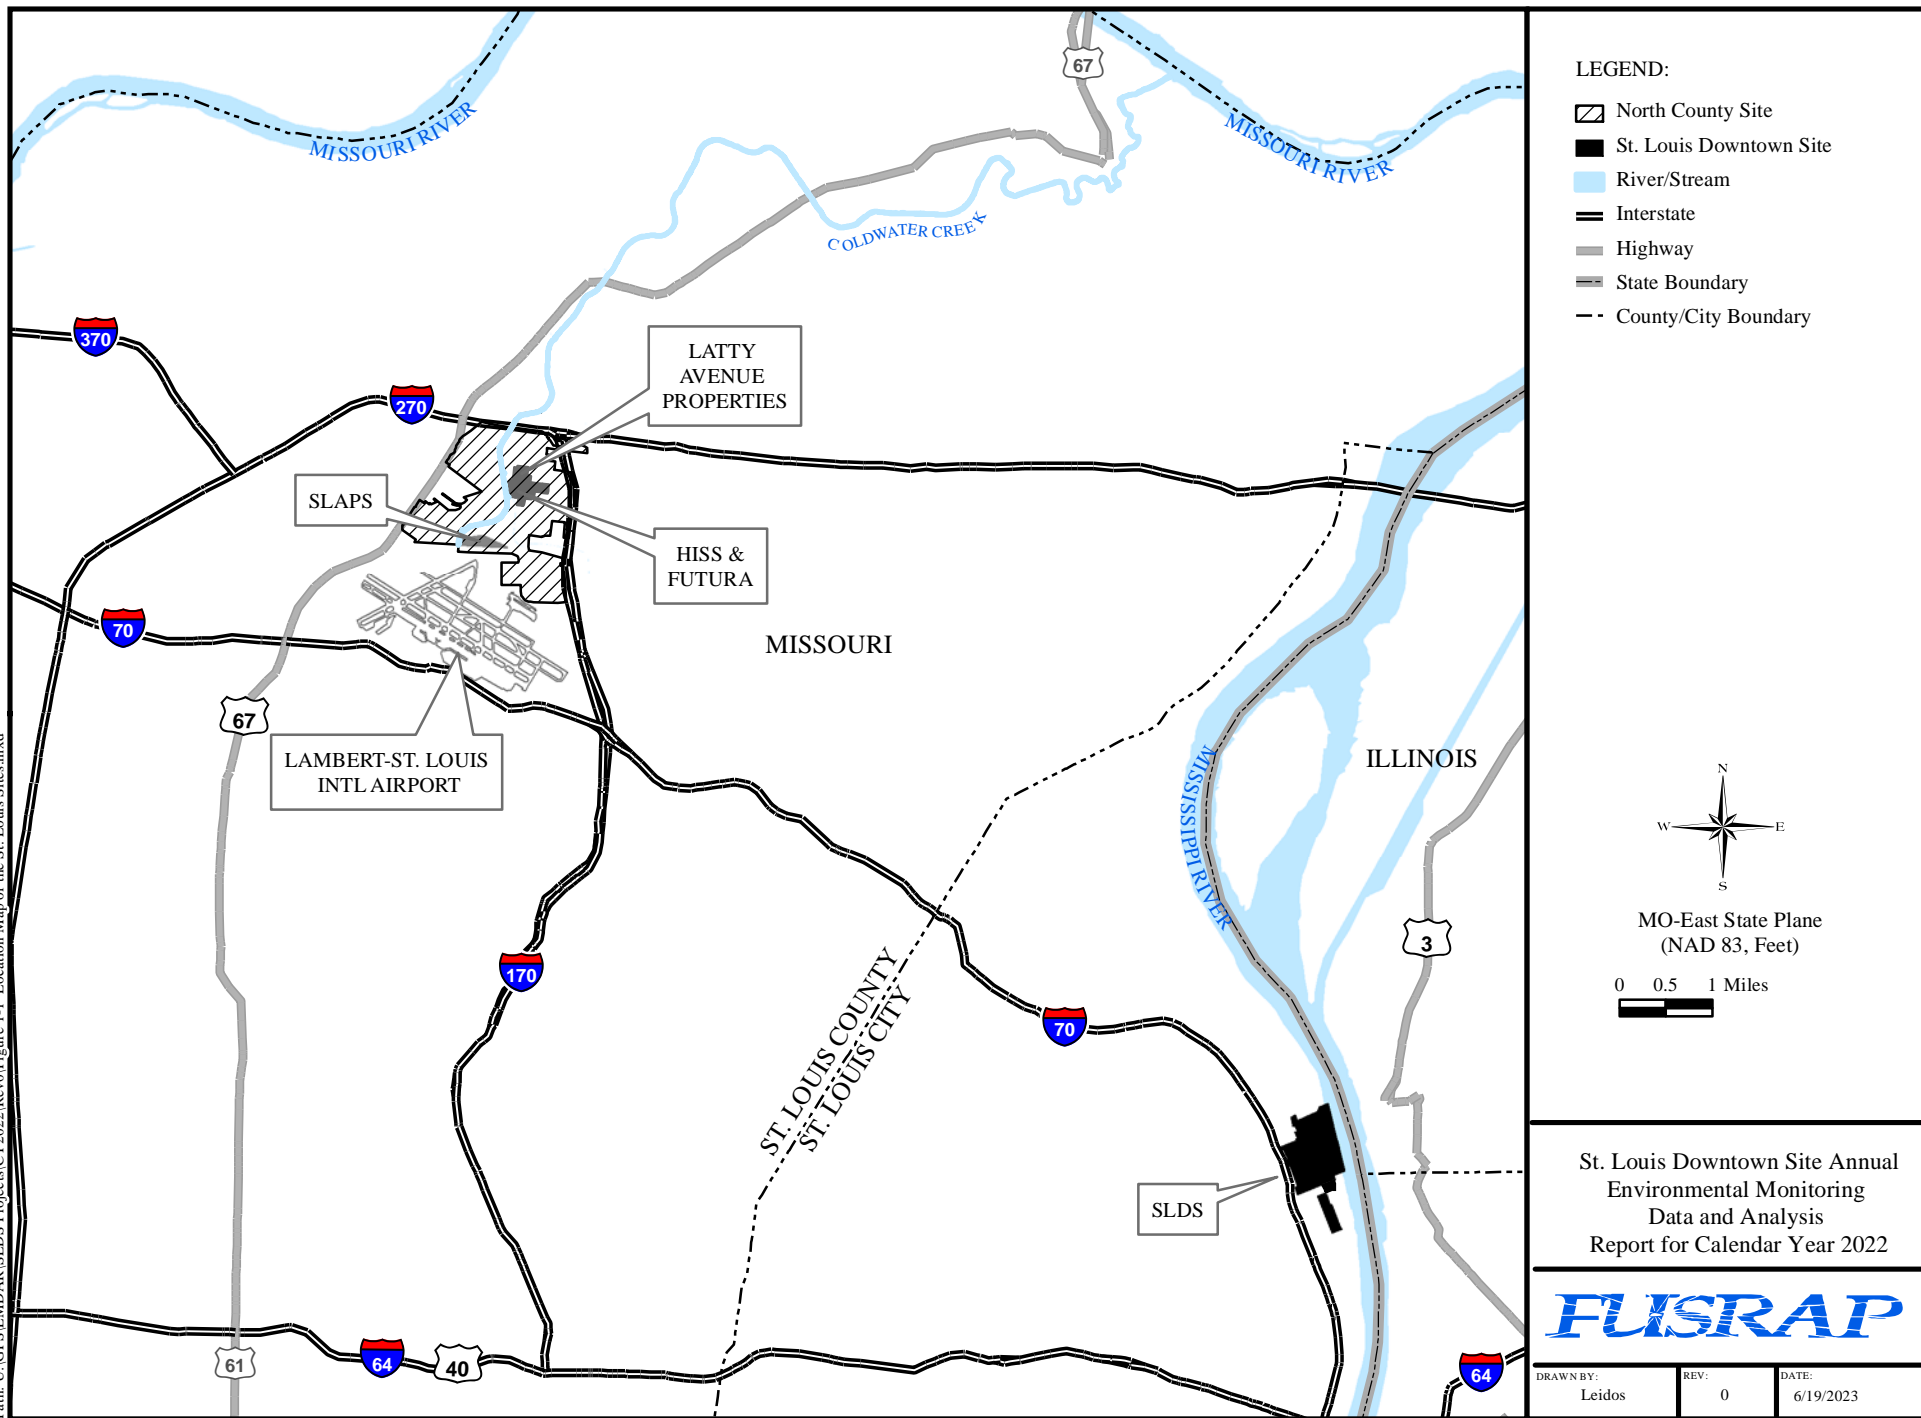 67
MISSOURI RIVER
MISSOURI RIVER
COLDWATER CREEK
370
270
LATTY
AVENUE
PROPERTIES
SLAPS
HISS &
FUTURA
70
MISSOURI
67
LAMBERT-ST. LOUIS
INTL AIRPORT
ILLINOIS
MISSISSIPPI RIVER
3
170
ST. LOUIS COUNTY
ST. LOUIS CITY
70
SLDS
61
64
40
64
LEGEND:
North County Site
St. Louis Downtown Site
River/Stream
Interstate
Highway
State Boundary
County/City Boundary
N
W E
S
MO-East State Plane
(NAD 83, Feet)
0 0.5 1 Miles
St. Louis Downtown Site Annual
Environmental Monitoring
Data and Analysis
Report for Calendar Year 2022
FUSRAP
DRAWN BY:
Leidos
REV:
0
DATE:
6/19/2023